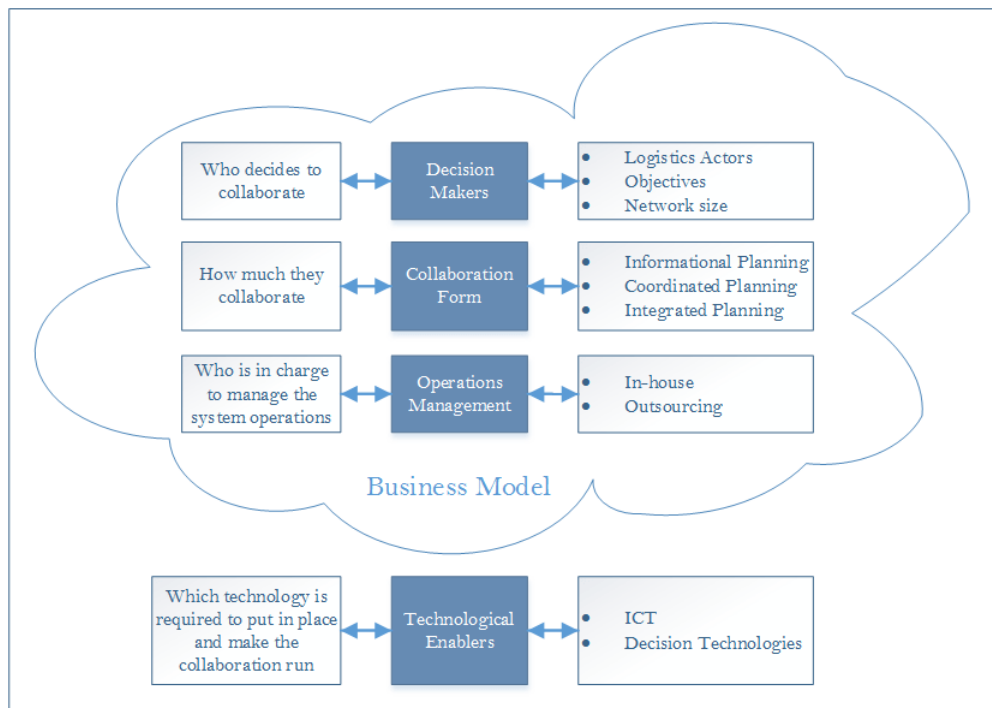 Who decides to
collaborate
Decision
Makers
• Logistics Actors
• Objectives
• Network size
How much they
collaborate
Collaboration
Form
• Informational Planning
• Coordinated Planning
• Integrated Planning
Who is in charge
to manage the
system operations
Operations
Management
• In-house
• Outsourcing
Business Model
Which technology is
required to put in place
and make the
collaboration run
Technological
Enablers
• ICT
• Decision Technologies